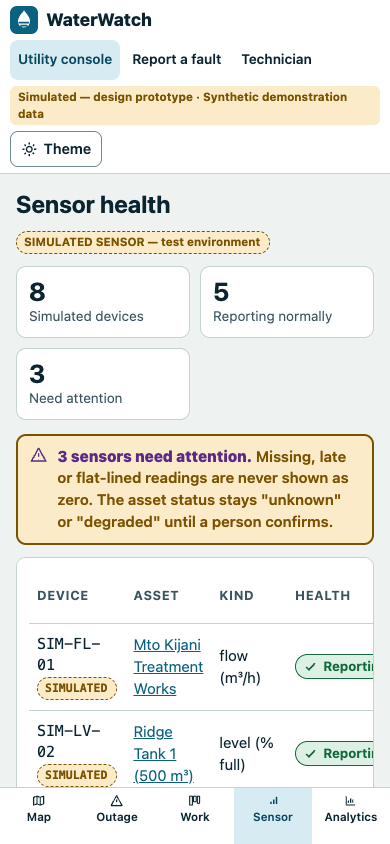 WaterWatch
Utility console Report a fault Technician
Simulated — design prototype · Synthetic demonstration
data
Theme
Sensor health
SIMULATED SENSOR — test environment
8
Simulated devices
5
Reporting normally
3
Need attention
3 sensors need attention. Missing, late
or flat-lined readings are never shown as
zero. The asset status stays "unknown"
or "degraded" until a person confirms.
DEVICE ASSET KIND HEALTH
SIM-FL-
01
SIMULATED
Mto Kijani
Treatment
Works
flow
(m³/h)
Reporti
SIM-LV-
02
SIMULATED
Ridge
Tank 1
(500 m³)
level (%
full)
Reporti
Map Outage Work Sensor Analytics